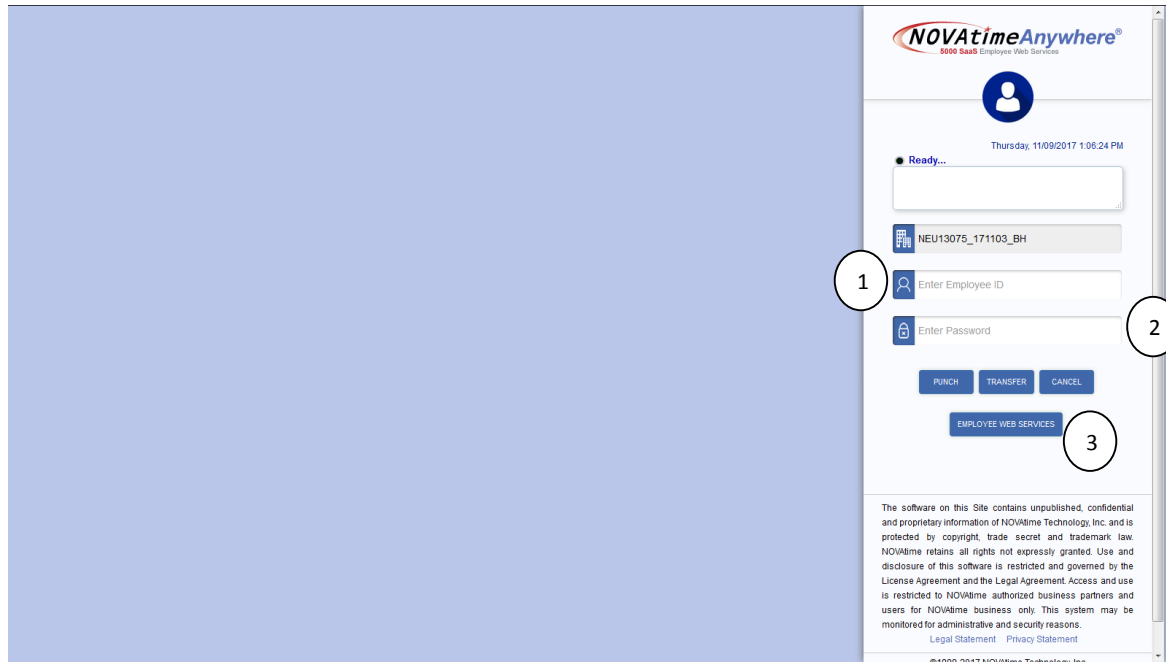 NOVAtimeAnywhere®
5000 SaaS Employee Web Services
Thursday, 11/09/2017 1:06:24 PM
Ready...
NEU13075_171103_BH
1
Enter Employee ID
2
Enter Password
PUNCH TRANSFER CANCEL
EMPLOYEE WEB SERVICES
3
The software on this Site contains unpublished, confidential
and proprietary information of NOVAtime Technology, Inc. and is
protected by copyright, trade secret and trademark law.
NOVAtime retains all rights not expressly granted. Use and
disclosure of this software is restricted and governed by the
License Agreement and the Legal Agreement. Access and use
is restricted to NOVAtime authorized business partners and
users for NOVAtime business only. This system may be
monitored for administrative and security reasons.
Legal Statement Privacy Statement
©1999-2017 NOVAtime Technology, Inc.